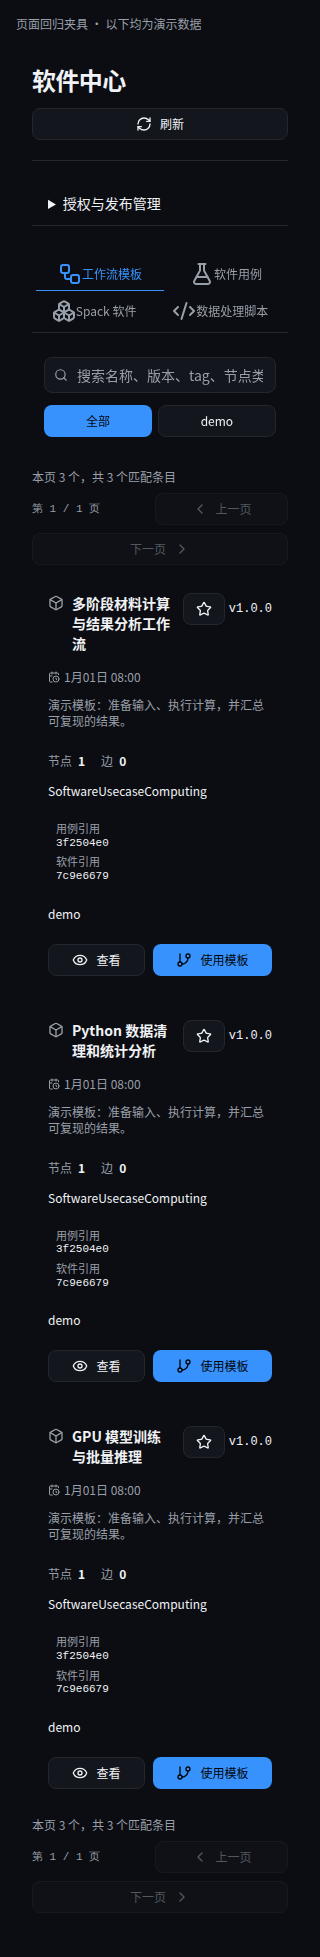 页面回归夹具 · 以下均为演示数据
软件中心
刷新
授权与发布管理
工作流模板
软件用例
Spack 软件
数据处理脚本
搜索名称、版本、tag、节点类
全部
demo
本页 3 个，共 3 个匹配条目
第 1 / 1 页
上一页
下一页
多阶段材料计算
与结果分析工作
流
v1.0.0
1月01日 08:00
演示模板：准备输入、执行计算，并汇总
可复现的结果。
节点 1 边 0
SoftwareUsecaseComputing
用例引用
3f2504e0
软件引用
7c9e6679
demo
查看
使用模板
Python 数据清
理和统计分析
v1.0.0
1月01日 08:00
演示模板：准备输入、执行计算，并汇总
可复现的结果。
节点 1 边 0
SoftwareUsecaseComputing
用例引用
3f2504e0
软件引用
7c9e6679
demo
查看
使用模板
GPU 模型训练
与批量推理
v1.0.0
1月01日 08:00
演示模板：准备输入、执行计算，并汇总
可复现的结果。
节点 1 边 0
SoftwareUsecaseComputing
用例引用
3f2504e0
软件引用
7c9e6679
demo
查看
使用模板
本页 3 个，共 3 个匹配条目
第 1 / 1 页
上一页
下一页